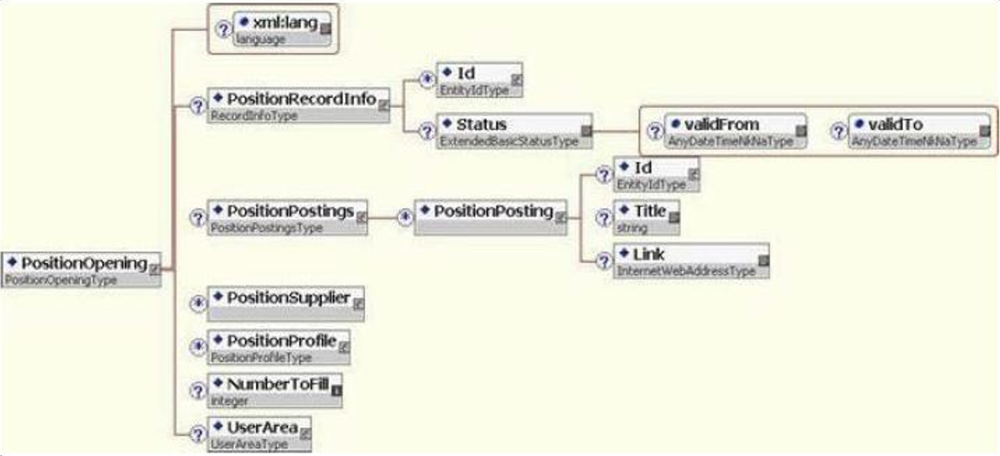 xml:lang
language
Id
EntityIdType
PositionRecordInfo
RecordInfoType
Status
ExtendedBasicStatusType
validFrom
AnyDateTimeNkNaType
validTo
AnyDateTimeNkNaType
Id
EntityIdType
PositionPostings
PositionPostingsType
PositionPosting
Title
string
Link
InternetWebAddressType
PositionOpening
PositionOpeningType
PositionSupplier
PositionProfile
PositionProfileType
NumberToFill
integer
UserArea
UserAreaType